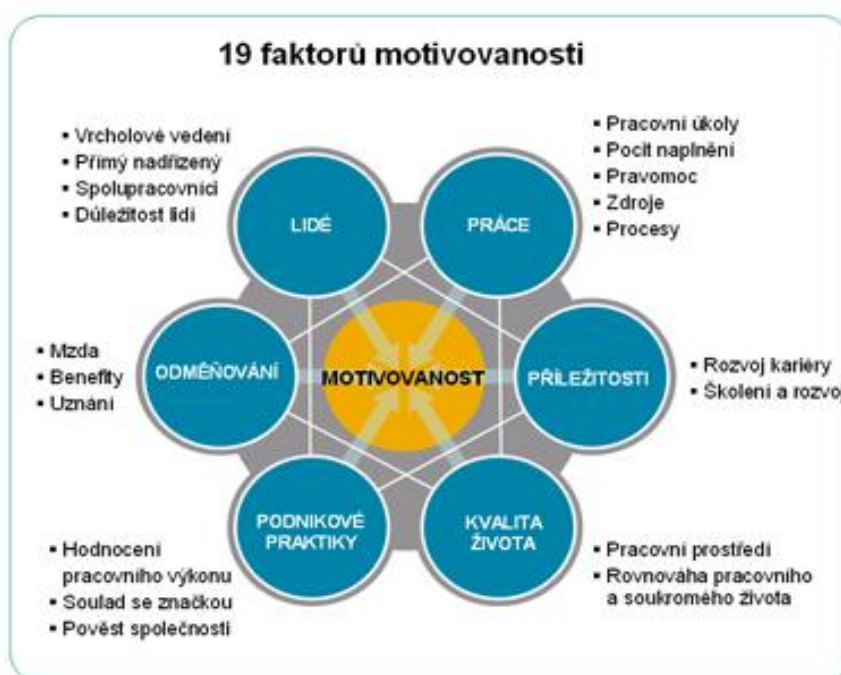 19 faktorů motivovanosti
▪ Vrcholové vedení
▪ Přímý nadřízený
▪ Spolupracovníci
▪ Důležitost lidí
▪ Pracovní úkoly
▪ Pocit naplnění
▪ Pravomoc
▪ Zdroje
▪ Procesy
LIDÉ
PRÁCE
▪ Mzda
▪ Benefity
▪ Uznání
ODMĚŇOVÁNÍ
MOTIVOVANOST
PŘÍLEŽITOSTI
▪ Rozvoj kariéry
▪ Školení a rozvoj
PODNIKOVÉ
PRAKTIKY
KVALITA
ŽIVOTA
▪ Hodnocení
pracovního výkonu
▪ Soulad se značkou
▪ Pověst společnosti
▪ Pracovní prostředí
▪ Rovnováha pracovního
a soukromého života